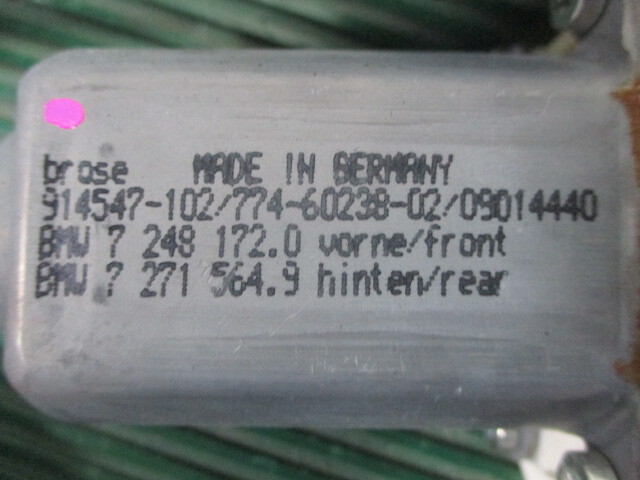 brose MADE IN GERMANY
914547-102/774-60238-02/09014440
BMW 7 248 172.0 vorne/front
BMW 7 271 564.9 hinten/rear